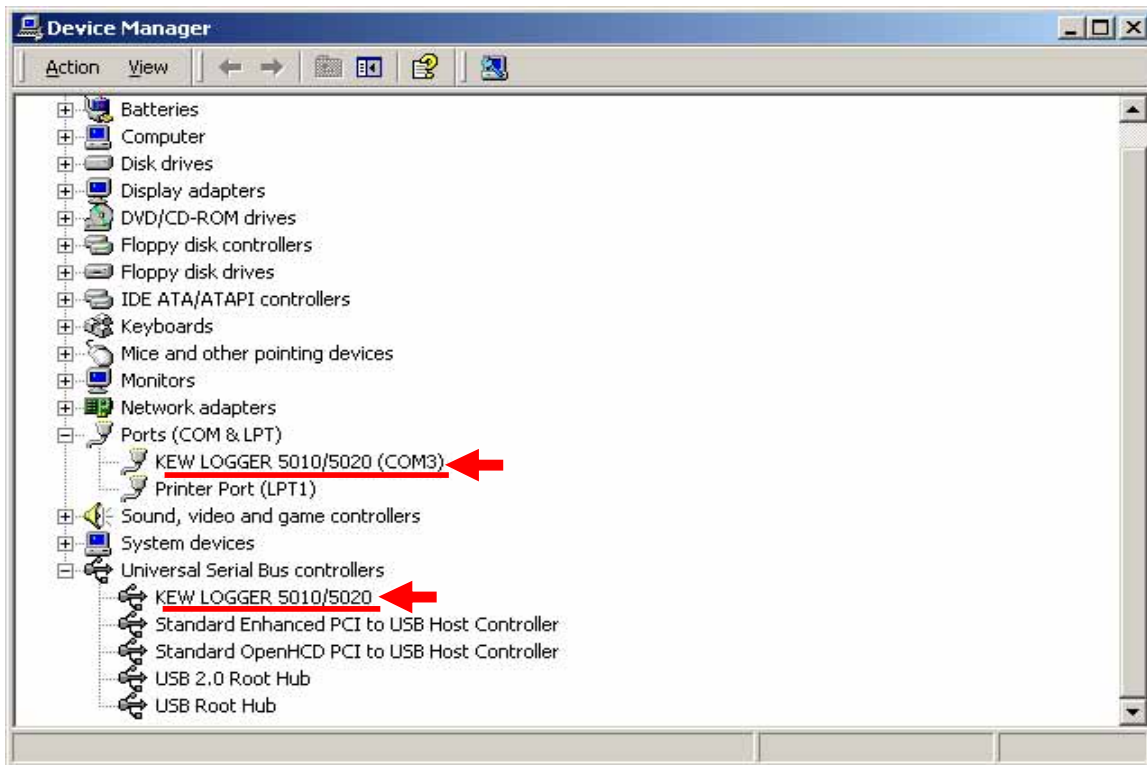 Device Manager
Action View
Batteries
Computer
Disk drives
Display adapters
DVD/CD-ROM drives
Floppy disk controllers
Floppy disk drives
IDE ATA/ATAPI controllers
Keyboards
Mice and other pointing devices
Monitors
Network adapters
Ports (COM & LPT)
KEW LOGGER 5010/5020 (COM3)
Printer Port (LPT1)
Sound, video and game controllers
System devices
Universal Serial Bus controllers
KEW LOGGER 5010/5020
Standard Enhanced PCI to USB Host Controller
Standard OpenHCD PCI to USB Host Controller
USB 2.0 Root Hub
USB Root Hub